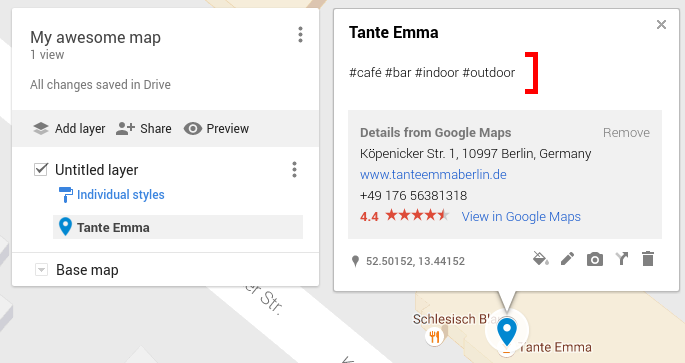 My awesome map
1 view
All changes saved in Drive
Add layer Share Preview
Untitled layer
Individual styles
Tante Emma
Base map
Tante Emma
#café #bar #indoor #outdoor
Details from Google Maps Remove
Köpenicker Str. 1, 10997 Berlin, Germany
www.tanteemmaberlin.de
+49 176 56381318
4.4 View in Google Maps
52.50152, 13.44152
Str.
Schlesisch Bla
Tante Emma